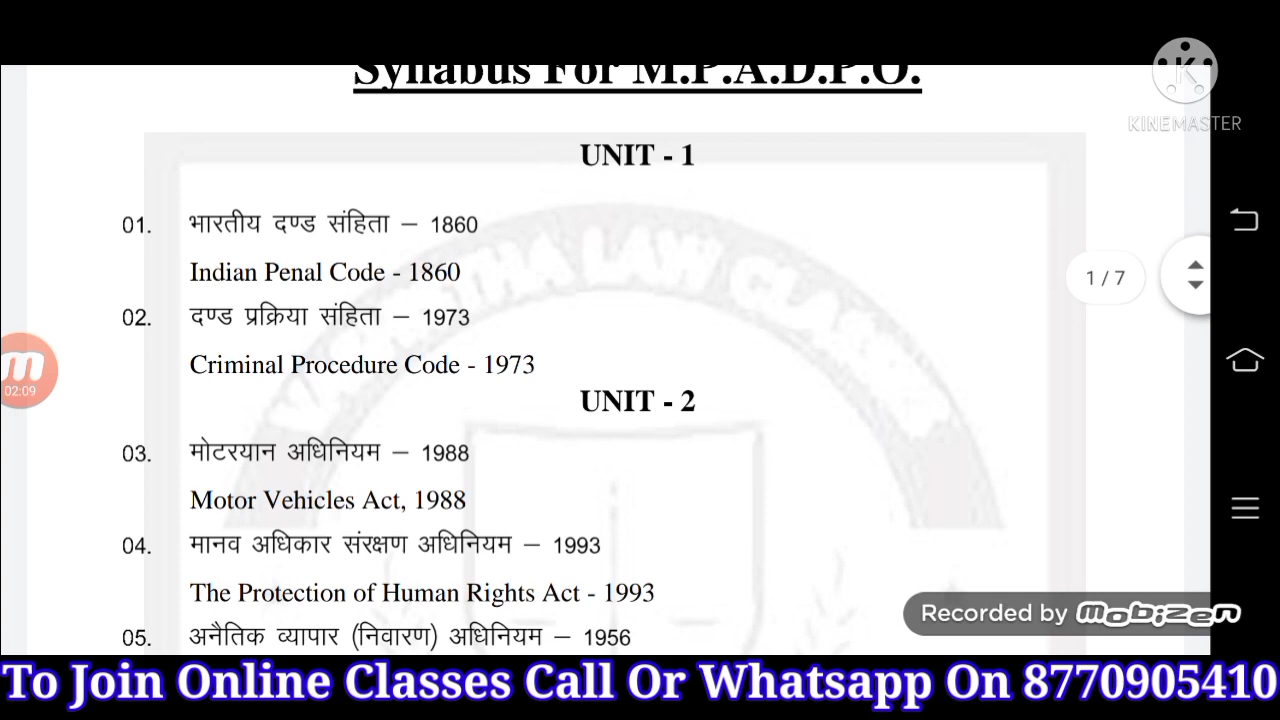 Syllabus For M.P.A.D.P.O.
KINEMASTER
UNIT - 1
01. भारतीय दण्ड संहिता – 1860
Indian Penal Code - 1860
1 / 7
02. दण्ड प्रक्रिया संहिता – 1973
02:09
Criminal Procedure Code - 1973
UNIT - 2
03. मोटरयान अधिनियम – 1988
Motor Vehicles Act, 1988
04. मानव अधिकार संरक्षण अधिनियम – 1993
The Protection of Human Rights Act - 1993
Recorded by Mobizen
05. अनैतिक व्यापार (निवारण) अधिनियम – 1956
To Join Online Classes Call Or Whatsapp On 8770905410
LAW CLASSES